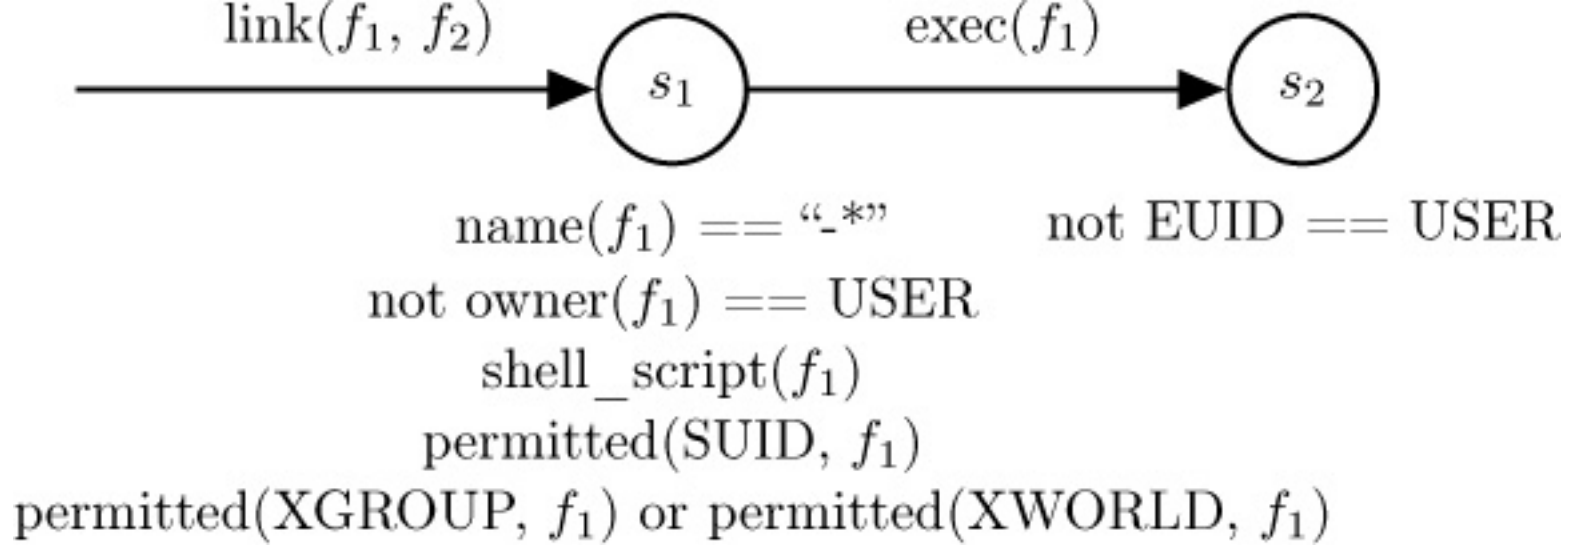 link(f₁, f₂)
exec(f₁)
s₁
s₂
name(f₁) == “-*”
not EUID == USER
not owner(f₁) == USER
shell_script(f₁)
permitted(SUID, f₁)
permitted(XGROUP, f₁) or permitted(XWORLD, f₁)